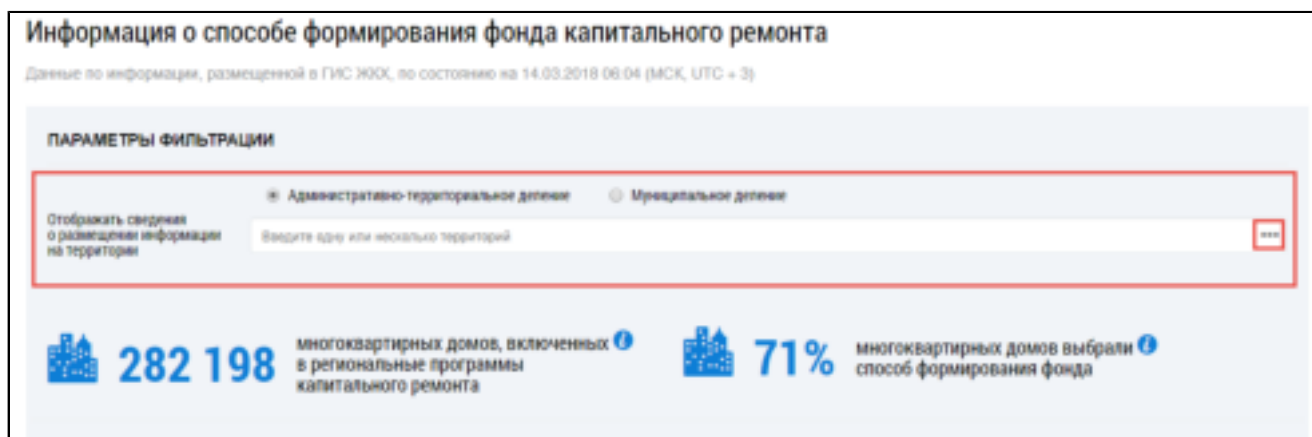 Информация о способе формирования фонда капитального ремонта
Данные по информации, размещенной в ГИС ЖКХ, по состоянию на 14.03.2018 06:04 (МСК, UTC + 3)
ПАРАМЕТРЫ ФИЛЬТРАЦИИ
Административно-территориальное деление Муниципальное деление
Отображать сведения
о размещении информации
на территории
Введите одну или несколько территорий
282 198
многоквартирных домов, включенных
в региональные программы
капитального ремонта
71%
многоквартирных домов выбрали
способ формирования фонда